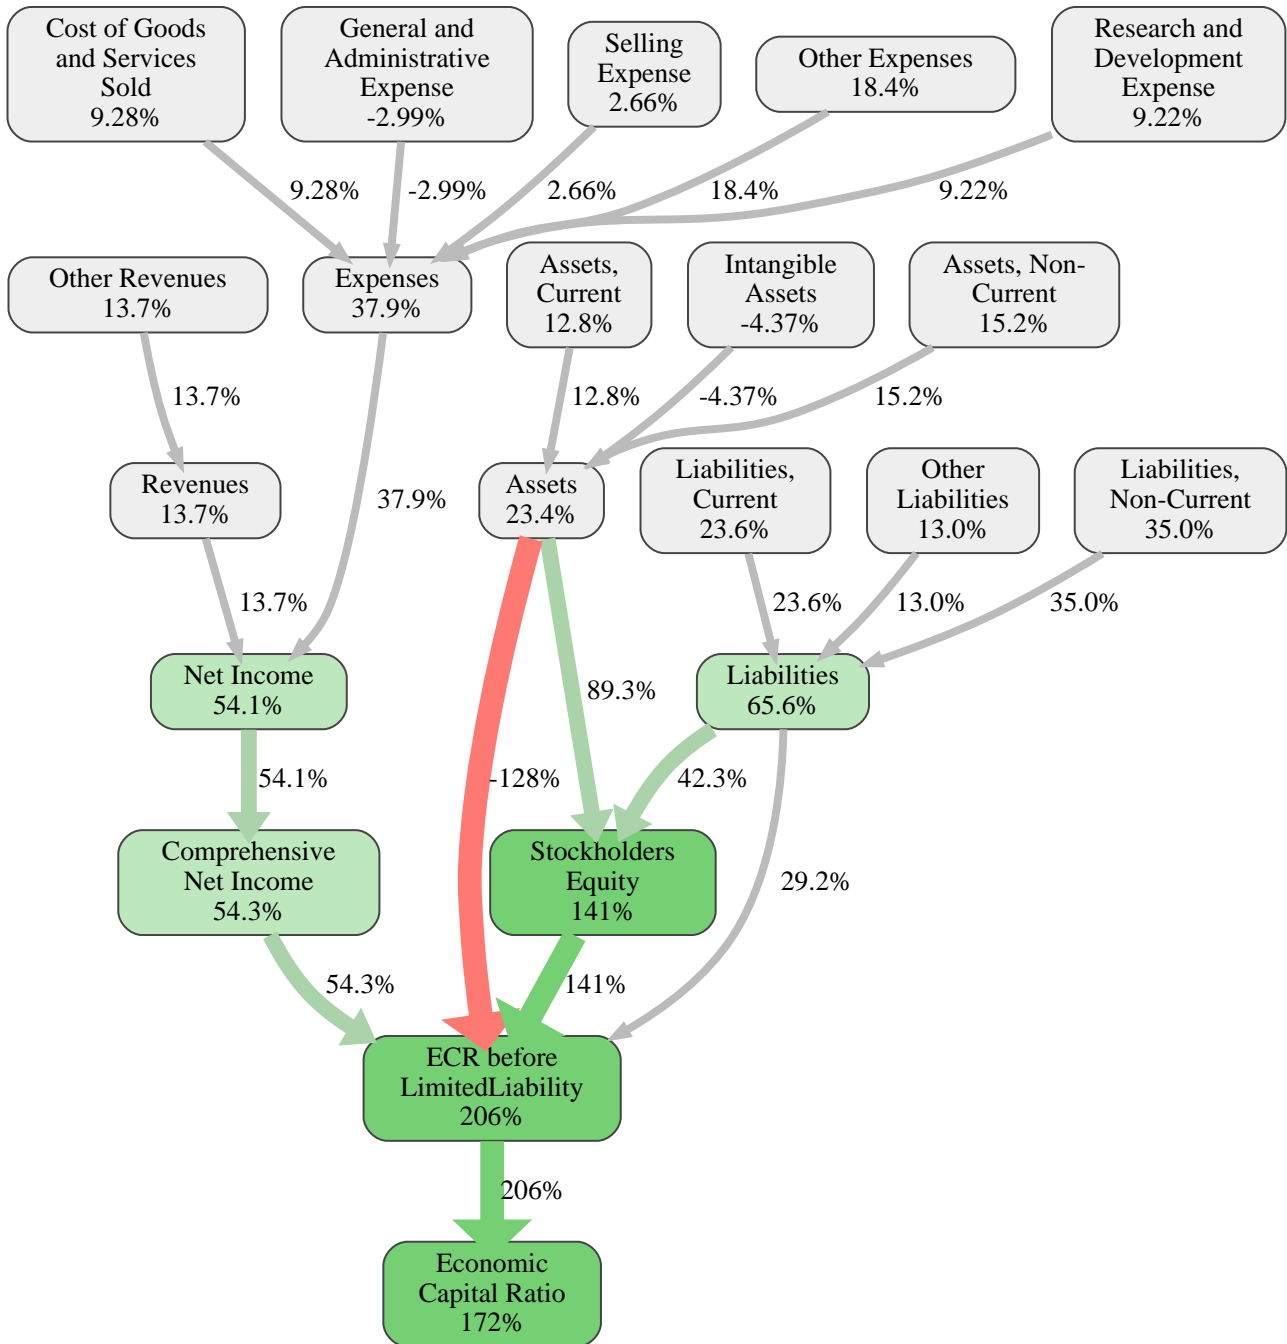 Cost of Goods
and Services
Sold
9.28%
General and
Administrative
Expense
-2.99%
Selling
Expense
2.66%
Other Expenses
18.4%
Research and
Development
Expense
9.22%
9.28%
-2.99%
2.66%
18.4%
9.22%
Other Revenues
13.7%
Expenses
37.9%
Assets,
Current
12.8%
Intangible
Assets
-4.37%
Assets, Non-
Current
15.2%
13.7%
12.8%
-4.37%
15.2%
Revenues
13.7%
37.9%
Assets
23.4%
Liabilities,
Current
23.6%
Other
Liabilities
13.0%
Liabilities,
Non-Current
35.0%
13.7%
23.6%
13.0%
35.0%
Net Income
54.1%
89.3%
Liabilities
65.6%
54.1%
-128%
42.3%
Comprehensive
Net Income
54.3%
Stockholders
Equity
141%
29.2%
54.3%
141%
ECR before
LimitedLiability
206%
206%
Economic
Capital Ratio
172%